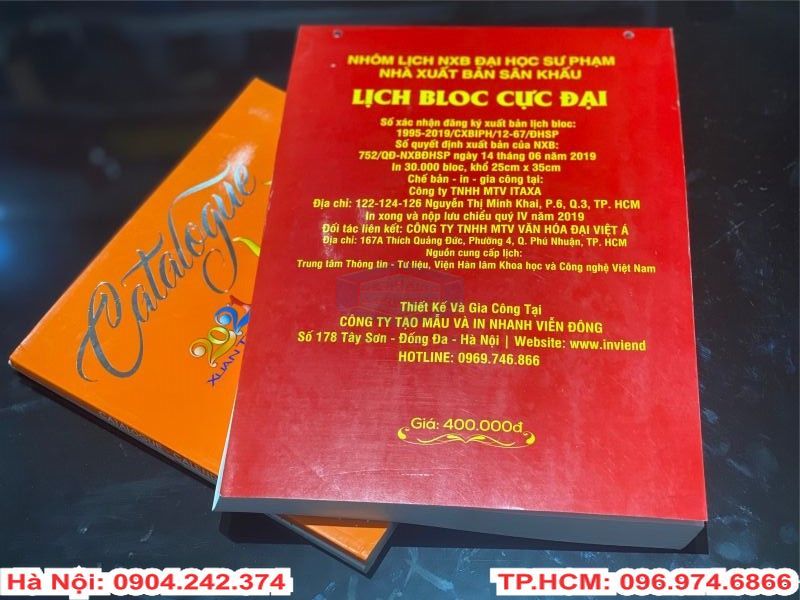 NHÓM LỊCH NXB ĐẠI HỌC SƯ PHẠM
NHÀ XUẤT BẢN SÂN KHẤU
LỊCH BLOC CỰC ĐẠI
Số xác nhận đăng ký xuất bản lịch bloc:
1995-2019/CXBIPH/12-67/ĐHSP
Số quyết định xuất bản của NXB:
752/QĐ-NXBĐHSP ngày 14 tháng 06 năm 2019
In 30.000 bloc, khổ 25cm x 35cm
Chế bản - in - gia công tại:
Công ty TNHH MTV ITAXA
Địa chỉ: 122-124-126 Nguyễn Thị Minh Khai, P.6, Q.3, TP. HCM
In xong và nộp lưu chiểu quý IV năm 2019
Đối tác liên kết: CÔNG TY TNHH MTV VĂN HÓA ĐẠI VIỆT Á
Địa chỉ: 167A Thích Quảng Đức, Phường 4, Q. Phú Nhuận, TP. HCM
Nguồn cung cấp lịch:
Trung tâm Thông tin - Tư liệu, Viện Hàn lâm Khoa học và Công nghệ Việt Nam
Thiết Kế Và Gia Công Tại
CÔNG TY TẠO MẪU VÀ IN NHANH VIỄN ĐÔNG
Số 178 Tây Sơn - Đống Đa - Hà Nội | Website: www.inviend
HOTLINE: 0969.746.866
Giá: 400.000đ
Catalogue
202
XUAN T
CATALOGUE
Hà Nội: 0904.242.374
TP.HCM: 096.974.6866